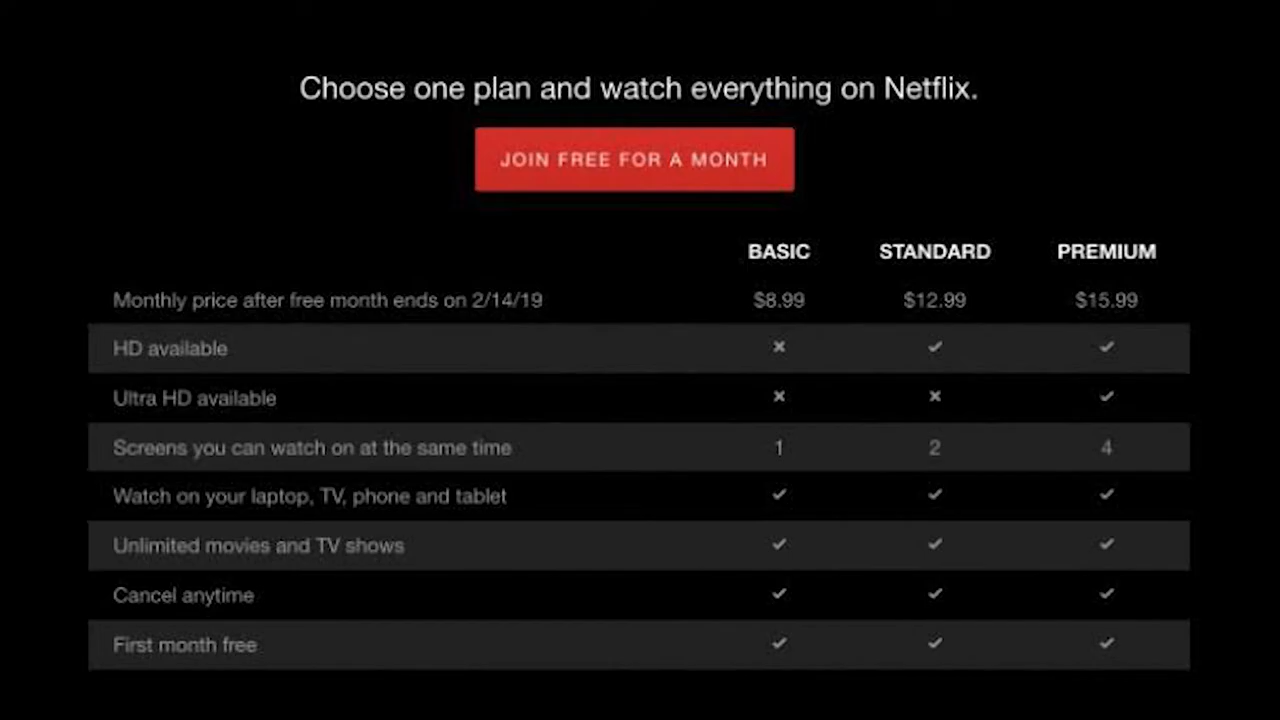 Choose one plan and watch everything on Netflix.
JOIN FREE FOR A MONTH
BASIC STANDARD PREMIUM
Monthly price after free month ends on 2/14/19 $8.99 $12.99 $15.99
HD available
Ultra HD available
Screens you can watch on at the same time 1 2 4
Watch on your laptop, TV, phone and tablet
Unlimited movies and TV shows
Cancel anytime
First month free